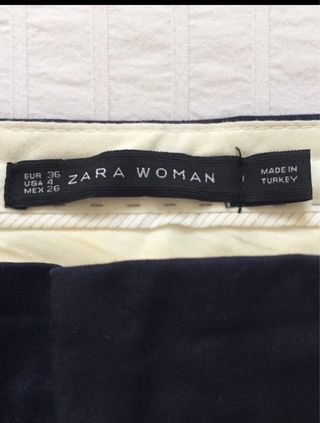 EUR 36
USA 4
MEX 26
ZARA WOMAN
MADE IN
TURKEY